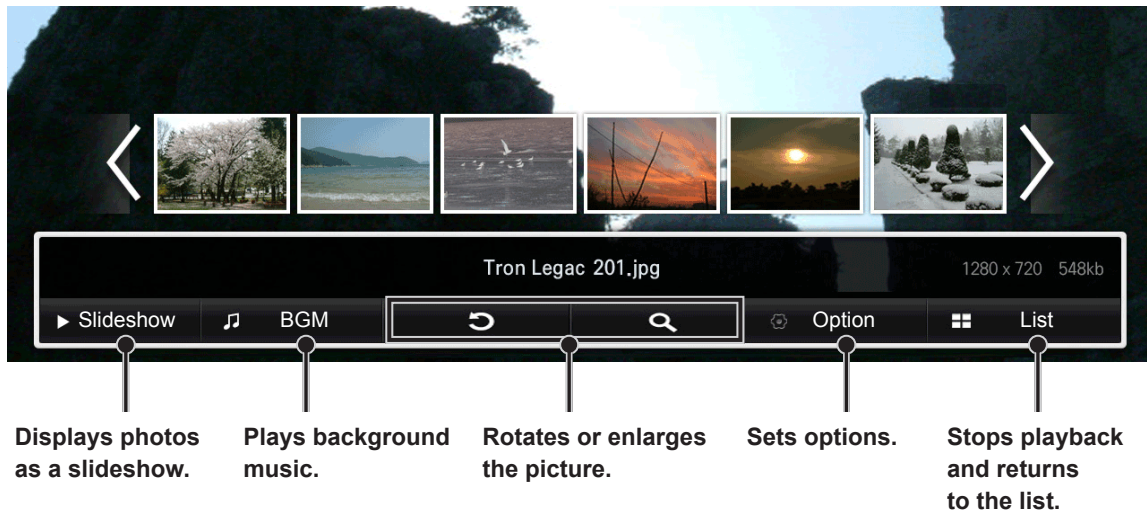 Tron Legac 201.jpg
1280 x 720 548kb
Slideshow
BGM
Option
List
Displays photos
as a slideshow.
Plays background
music.
Rotates or enlarges
the picture.
Sets options.
Stops playback
and returns
to the list.